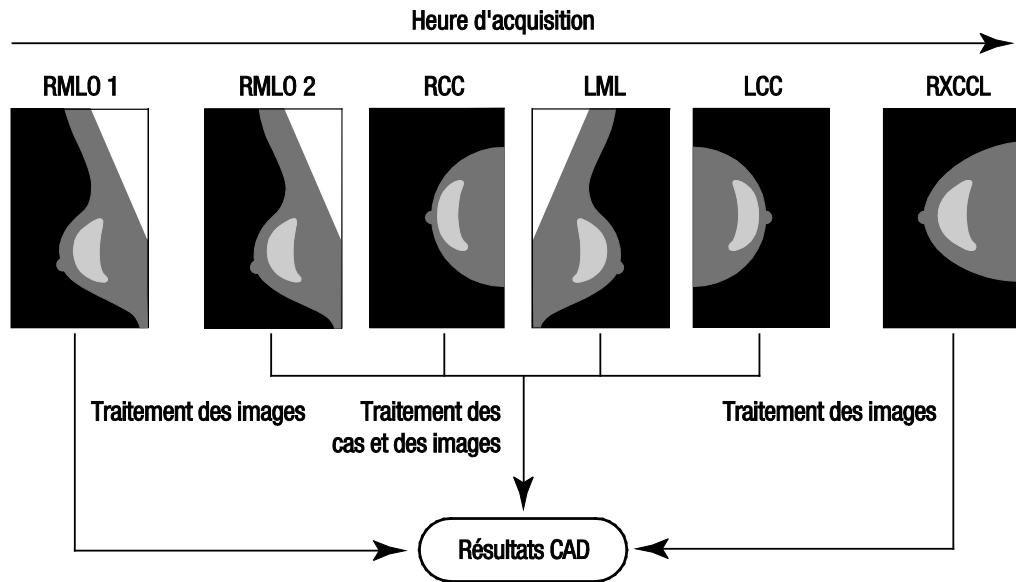 Heure d'acquisition
RMLO 1
RMLO 2
RCC
LML
LCC
RXCCL
Traitement des images
Traitement des
cas et des images
Traitement des images
Résultats CAD